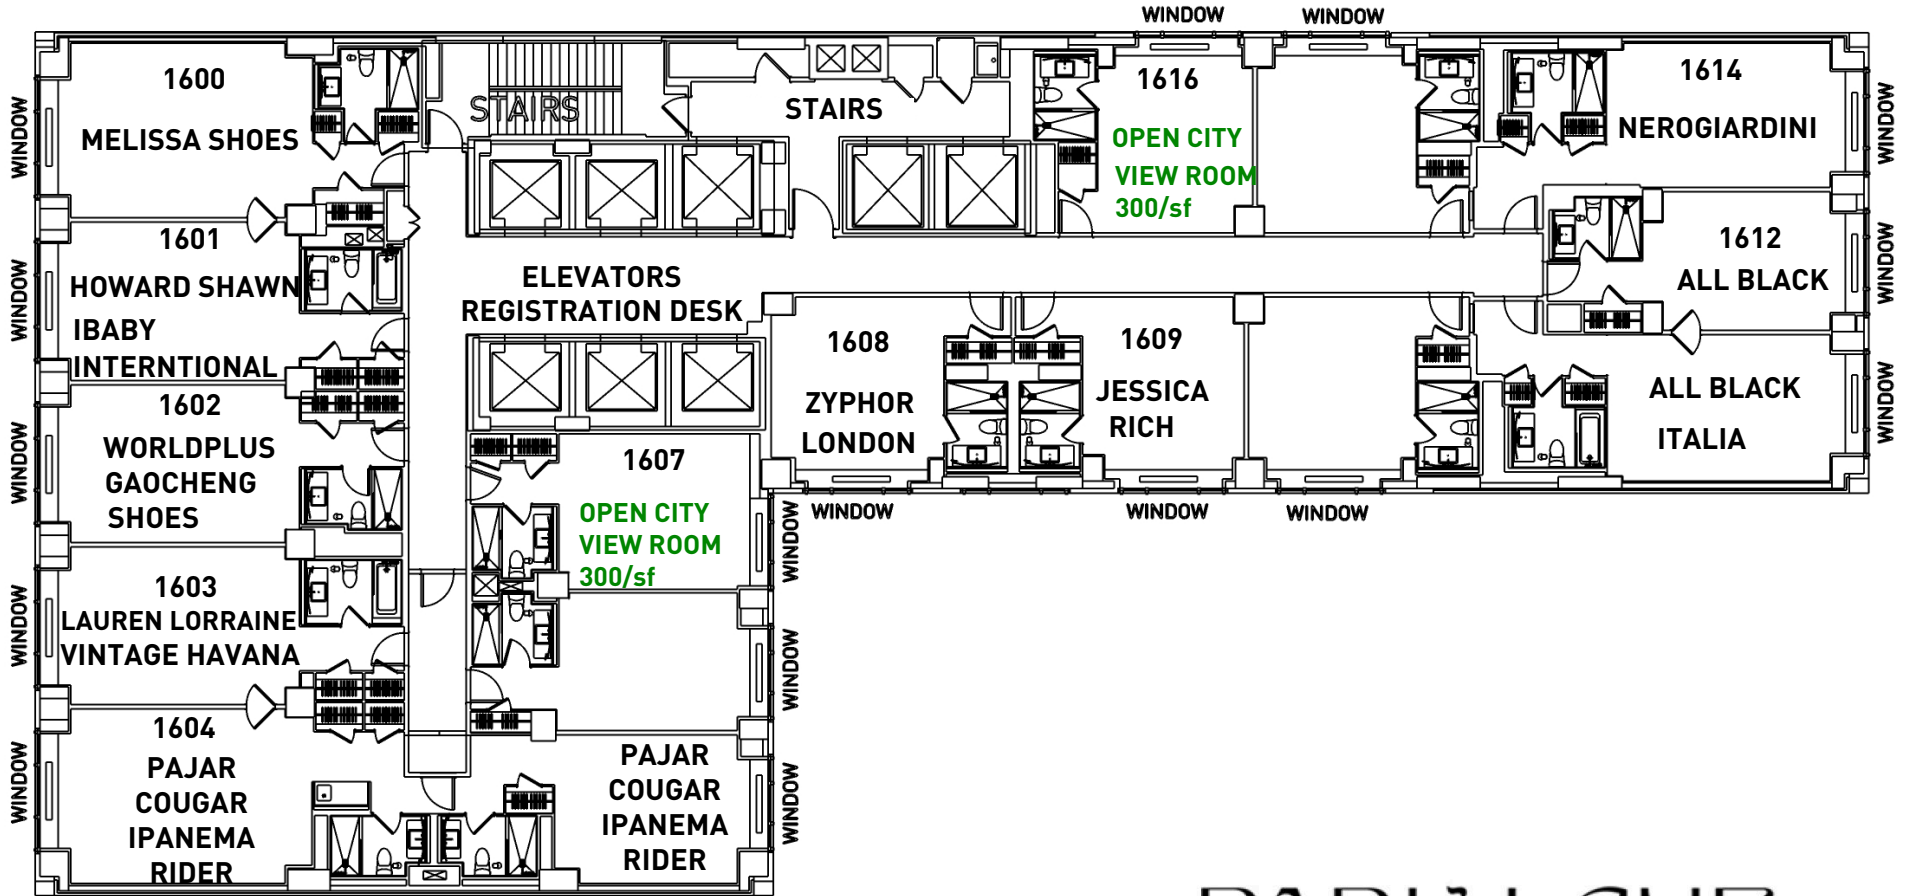 WINDOW
WINDOW
1600
MELISSA SHOES
STAIRS
STAIRS
1616
OPEN CITY
VIEW ROOM
300/sf
1614
NEROGIARDINI
WINDOW
WINDOW
1601
HOWARD SHAWN
IBABY
INTERNTIONAL
WINDOW
ELEVATORS
REGISTRATION DESK
1612
ALL BLACK
WINDOW
1602
WORLDPLUS
GAOCHENG
SHOES
WINDOW
1607
OPEN CITY
VIEW ROOM
300/sf
WINDOW
1608
ZYPHOR
LONDON
WINDOW
1609
JESSICA
RICH
WINDOW
WINDOW
ALL BLACK
ITALIA
WINDOW
1603
LAUREN LORRAINE
VINTAGE HAVANA
WINDOW
WINDOW
1604
PAJAR
COUGAR
IPANEMA
RIDER
WINDOW
PAJAR
COUGAR
IPANEMA
RIDER
WINDOW